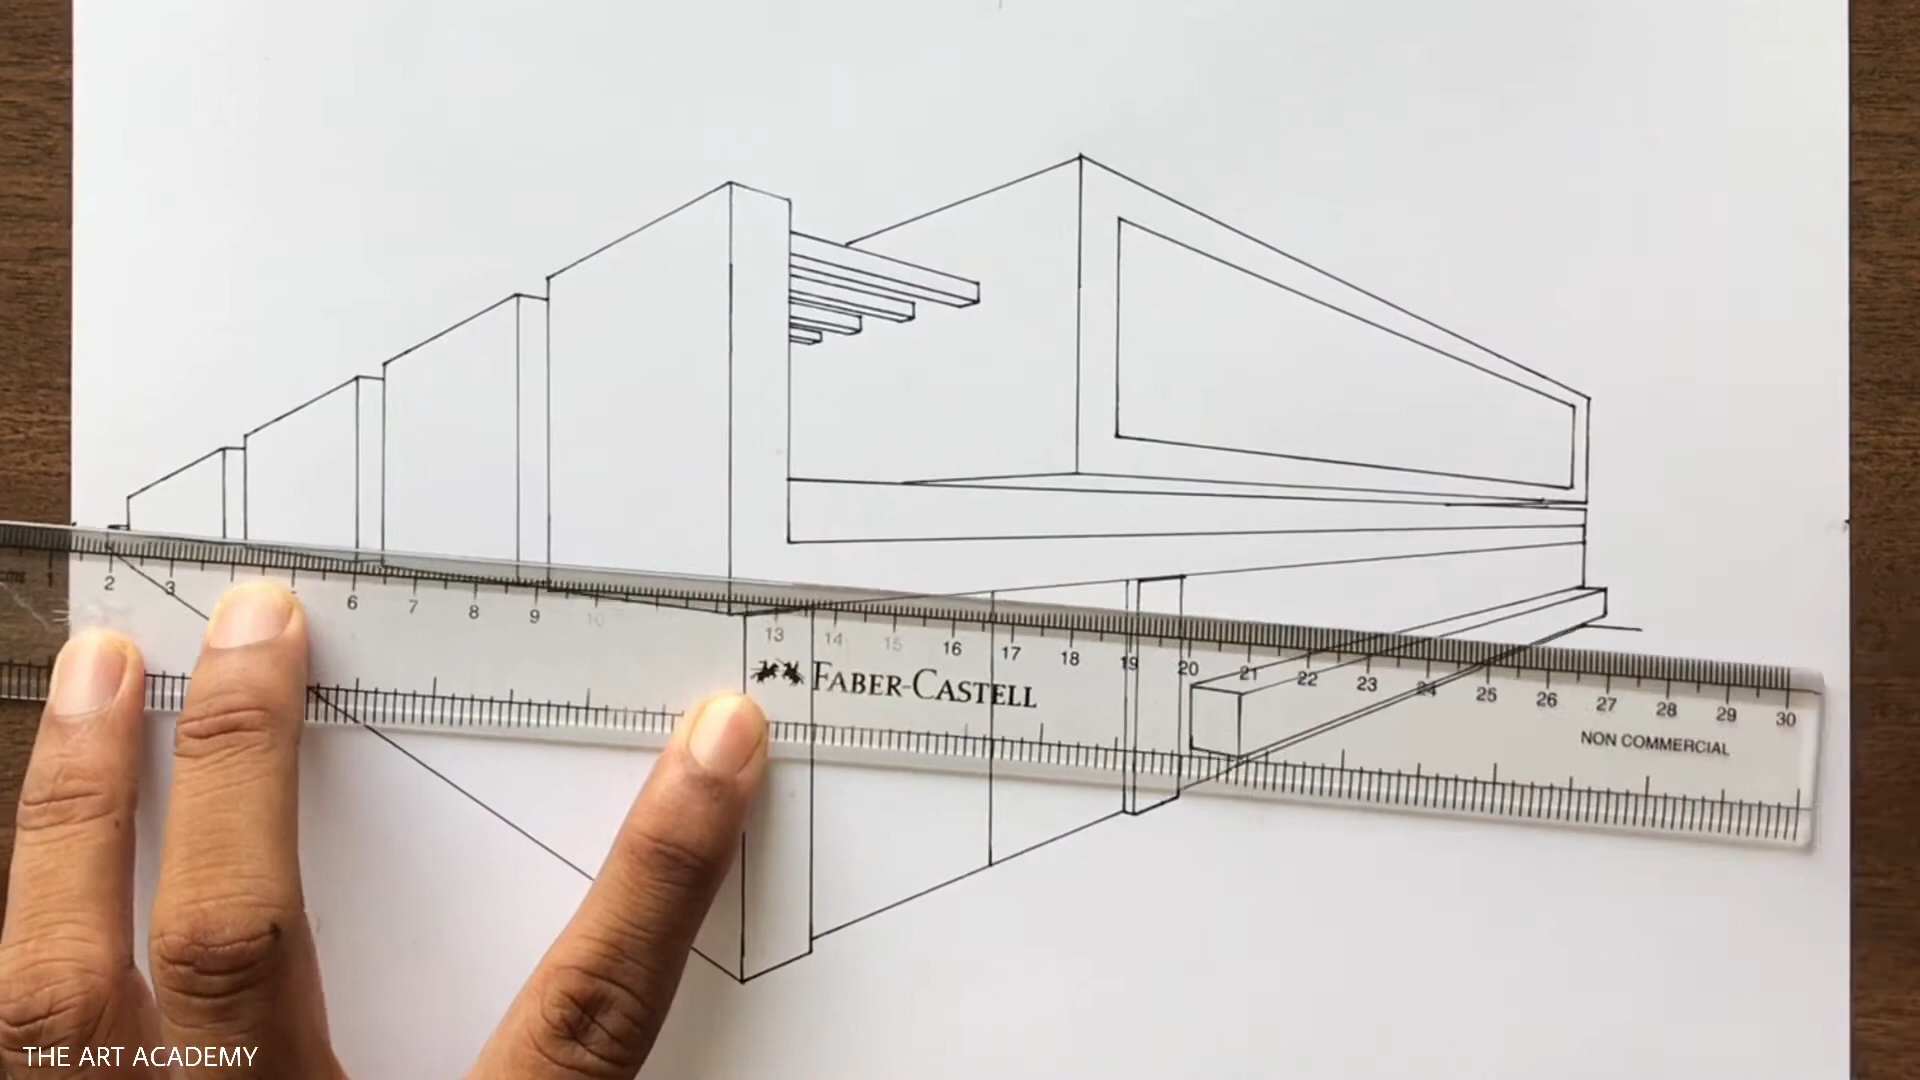 cms 1 2 3 6 7 8 9 10 13 14 15 16 17 18 19 20 21 22 23 24 25 26 27 28 29 30
FABER-CASTELL
NON COMMERCIAL
THE ART ACADEMY